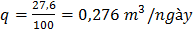 q = 27,6/100 = 0,276 m³/ngày